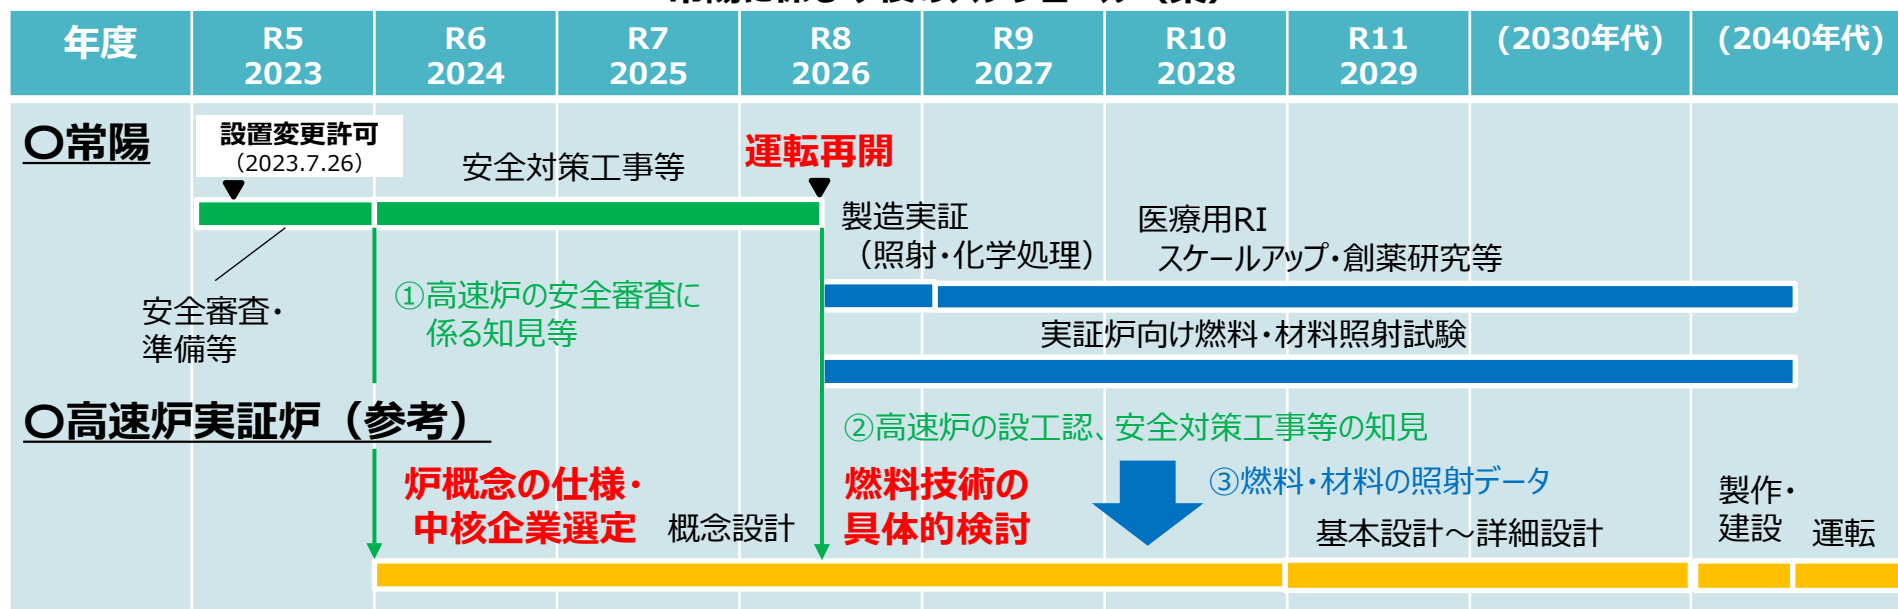 年度
R5
2023
R6
2024
R7
2025
R8
2026
R9
2027
R10
2028
R11
2029
(2030年代)
(2040年代)
〇常陽
設置変更許可
(2023.7.26)
安全対策工事等
運転再開
製造実証
(照射・化学処理)
医療用RI
スケールアップ・創薬研究等
安全審査・
準備等
①高速炉の安全審査に
係る知見等
実証炉向け燃料・材料照射試験
〇高速炉実証炉（参考）
②高速炉の設工認、安全対策工事等の知見
炉概念の仕様・
中核企業選定
概念設計
燃料技術の
具体的検討
③燃料・材料の照射データ
基本設計～詳細設計
製作・
建設
運転